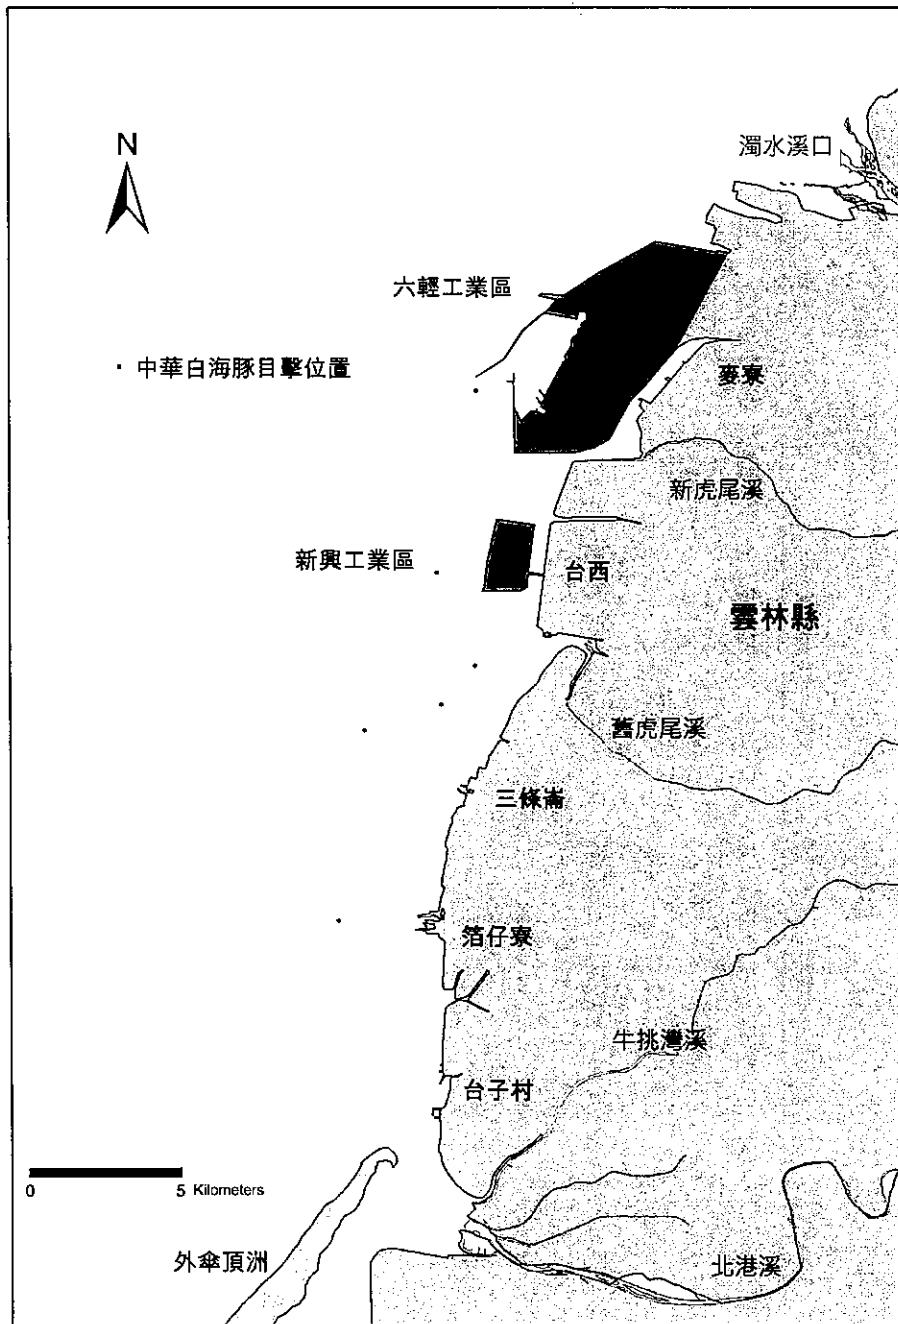 濁水溪口
N
六輕工業區
中華白海豚目擊位置
麥寮
新虎尾溪
新興工業區
台西
雲林縣
舊虎尾溪
三條崙
箔仔寮
牛挑灣溪
台子村
0 5 Kilometers
外傘頂洲
北港溪